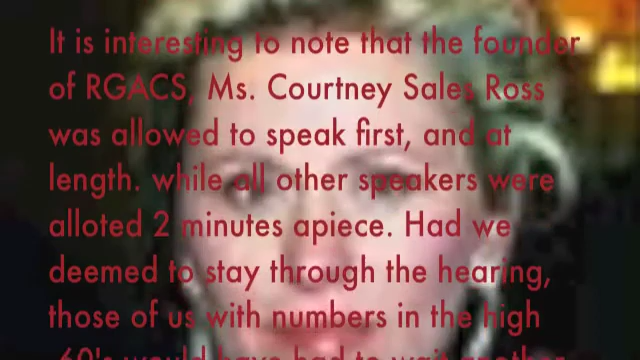 It is interesting to note that the founder
of RGACS, Ms. Courtney Sales Ross
was allowed to speak first, and at
length. while all other speakers were
alloted 2 minutes apiece. Had we
deemed to stay through the hearing,
those of us with numbers in the high
60's would have had to wait another